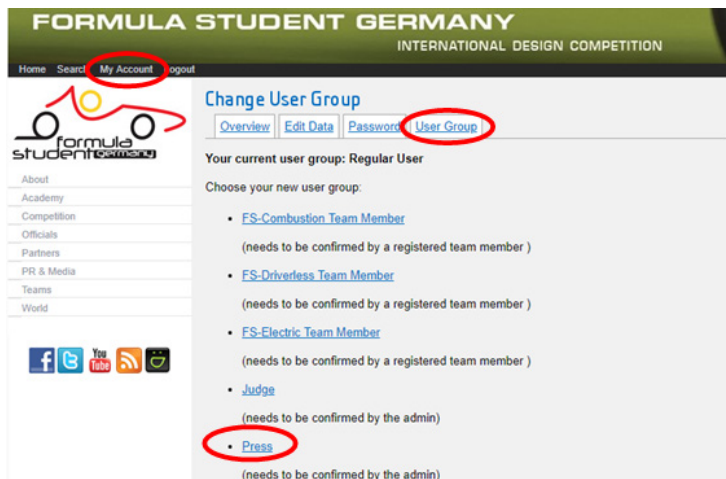 FORMULA STUDENT GERMANY
INTERNATIONAL DESIGN COMPETITION
Home Search My Account Logout
formula
student germany
About
Academy
Competition
Officials
Partners
PR & Media
Teams
World
You
Tube
Change User Group
Overview Edit Data Password User Group
Your current user group: Regular User
Choose your new user group:
• FS-Combustion Team Member
(needs to be confirmed by a registered team member )
• FS-Driverless Team Member
(needs to be confirmed by a registered team member )
• FS-Electric Team Member
(needs to be confirmed by a registered team member )
• Judge
(needs to be confirmed by the admin)
• Press
(needs to be confirmed by the admin)